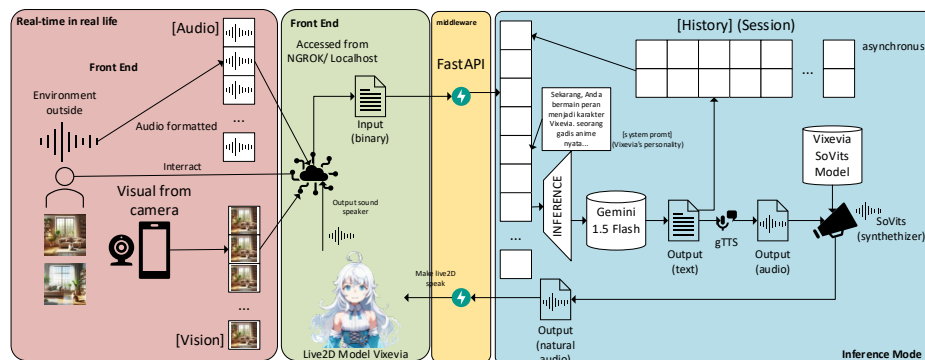 Real-time in real life
[Audio]
Front End
Environment
outside
Audio formatted
...
Interract
Visual from
camera
...
[Vision]
Front End
Accessed from
NGROK/ Localhost
Input
(binary)
Output sound
speaker
Live2D Model Vixevia
middleware
FastAPI
Make live2D
speak
[History] (Session)
asynchronus
...
Sekarang, Anda
bermain peran
menjadi karakter
Vixevia. seorang
gadis anime
nyata...
[system promt]
(Vixevia's personality)
...
INFERENCE
Gemini
1.5 Flash
Output
(text)
gTTS
Output
(audio)
Vixevia
SoVits
Model
SoVits
(synthethizer)
Output
(natural
audio)
Inference Mode